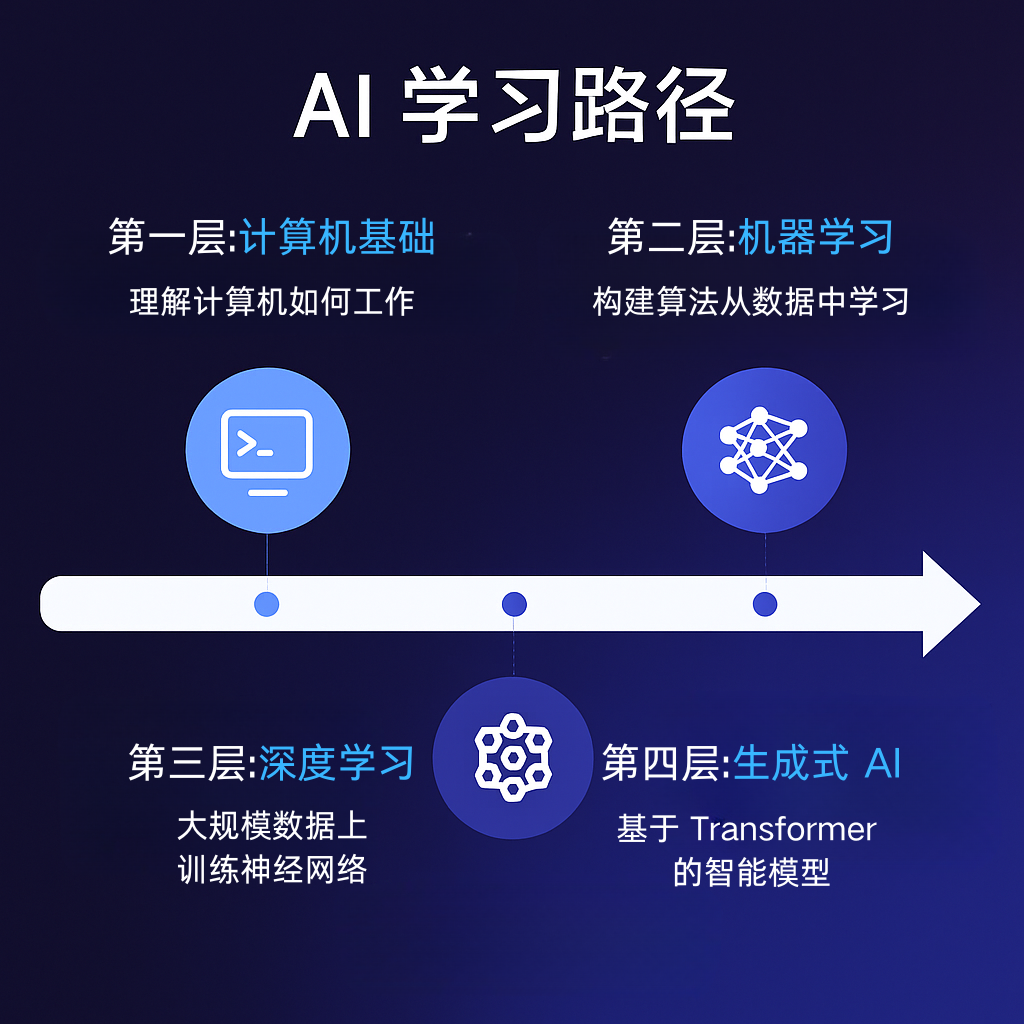 AI 学习路径
第一层:计算机基础
理解计算机如何工作
第二层:机器学习
构建算法从数据中学习
第三层:深度学习
大规模数据上
训练神经网络
第四层:生成式 AI
基于 Transformer
的智能模型